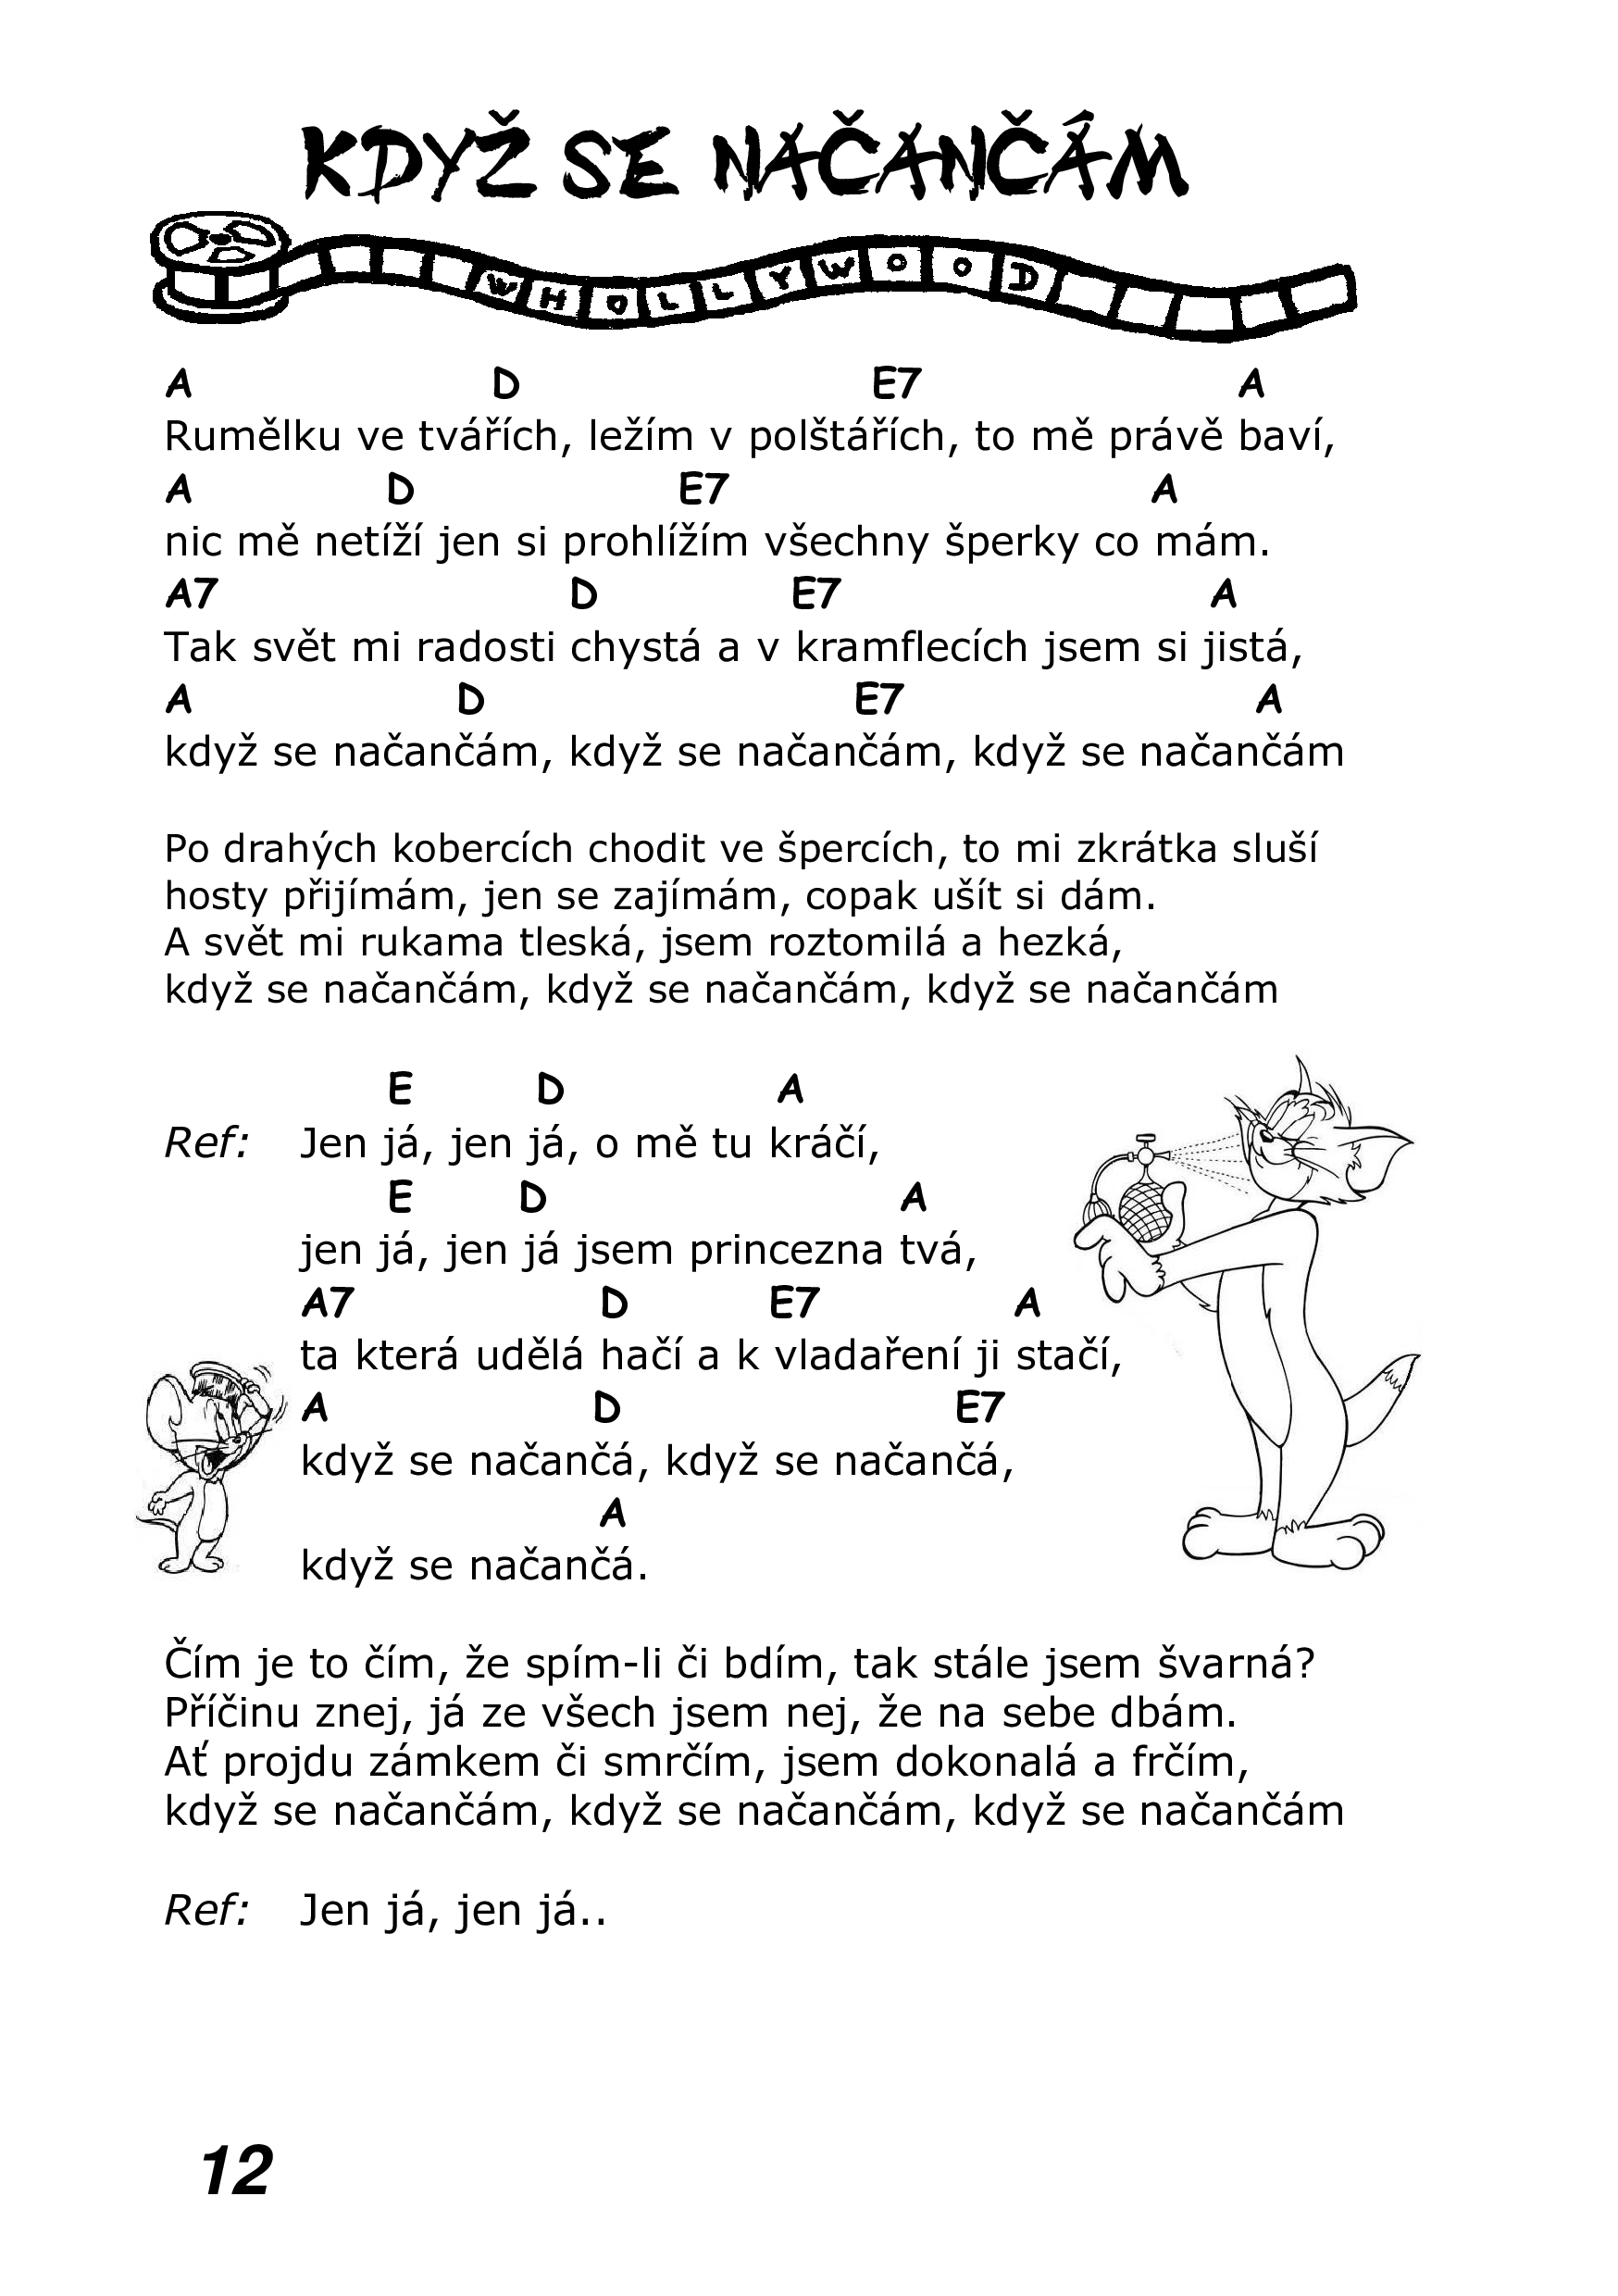 KDYŽ SE NAČANČÁM
WHOLLYWOOD
A D E7 A
Rumělku ve tvářích, ležím v polštářích, to mě právě baví,
A D E7 A
nic mě netíží jen si prohlížím všechny šperky co mám.
A7 D E7 A
Tak svět mi radosti chystá a v kramflecích jsem si jistá,
A D E7 A
když se načančám, když se načančám, když se načančám
Po drahých kobercích chodit ve špercích, to mi zkrátka sluší
hosty přijímám, jen se zajímám, copak ušít si dám.
A svět mi rukama tleská, jsem roztomilá a hezká,
když se načančám, když se načančám, když se načančám
E D A
Ref: Jen já, jen já, o mě tu kráčí,
E D A
jen já, jen já jsem princezna tvá,
A7 D E7 A
ta která udělá hačí a k vladaření ji stačí,
A D E7
když se načančá, když se načančá,
A
když se načančá.
Čím je to čím, že spím-li či bdím, tak stále jsem švarná?
Příčinu znej, já ze všech jsem nej, že na sebe dbám.
Ať projdu zámkem či smrčím, jsem dokonalá a frčím,
když se načančám, když se načančám, když se načančám
Ref: Jen já, jen já..
12